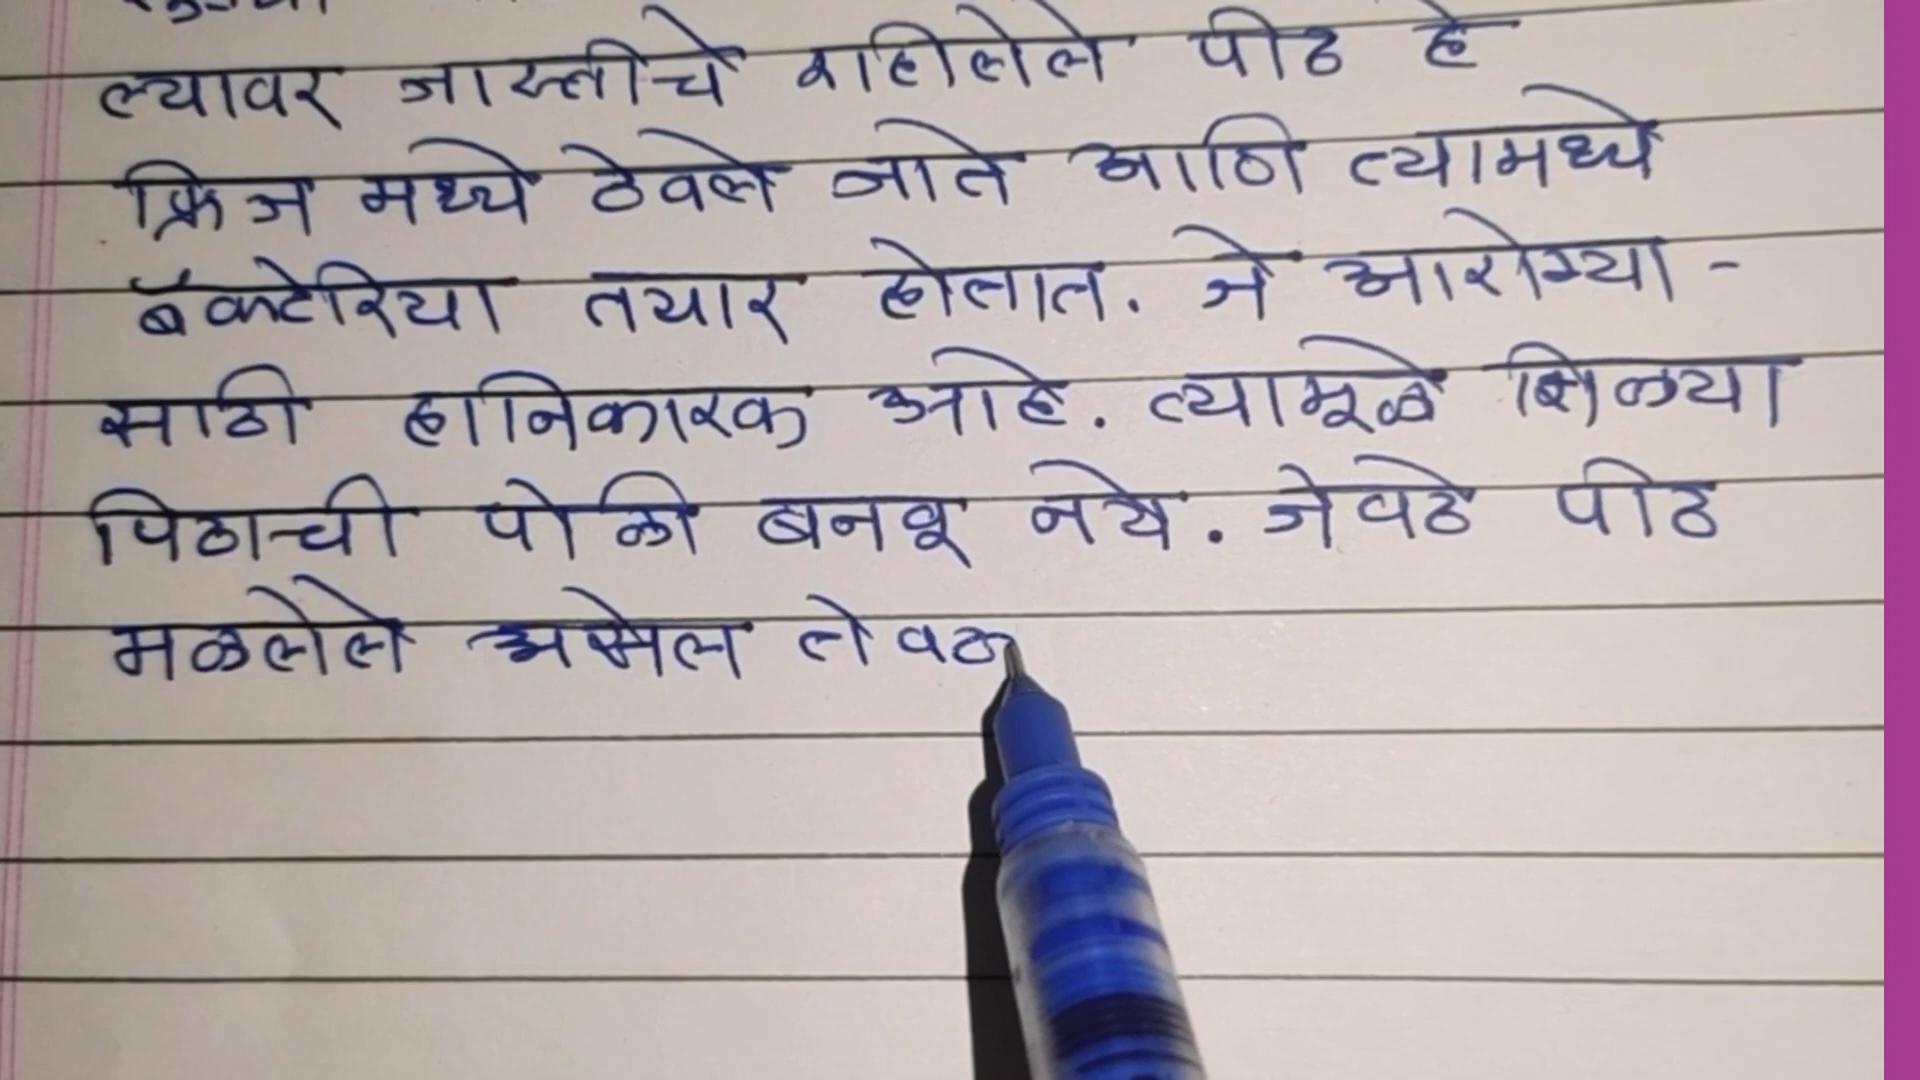 त्यावर जास्तीचे राहिलेले पीठ हे
फ्रिज मध्ये ठेवले जाते आणि त्यामध्ये
बॅक्टेरिया तयार होतात. जे आरोग्या -
साठी हानिकारक आहे. त्यामूळे शिळ्या
पिठाची पोळी बनवू नये. जेवढे पीठ
मळलेले असेल तेवढ